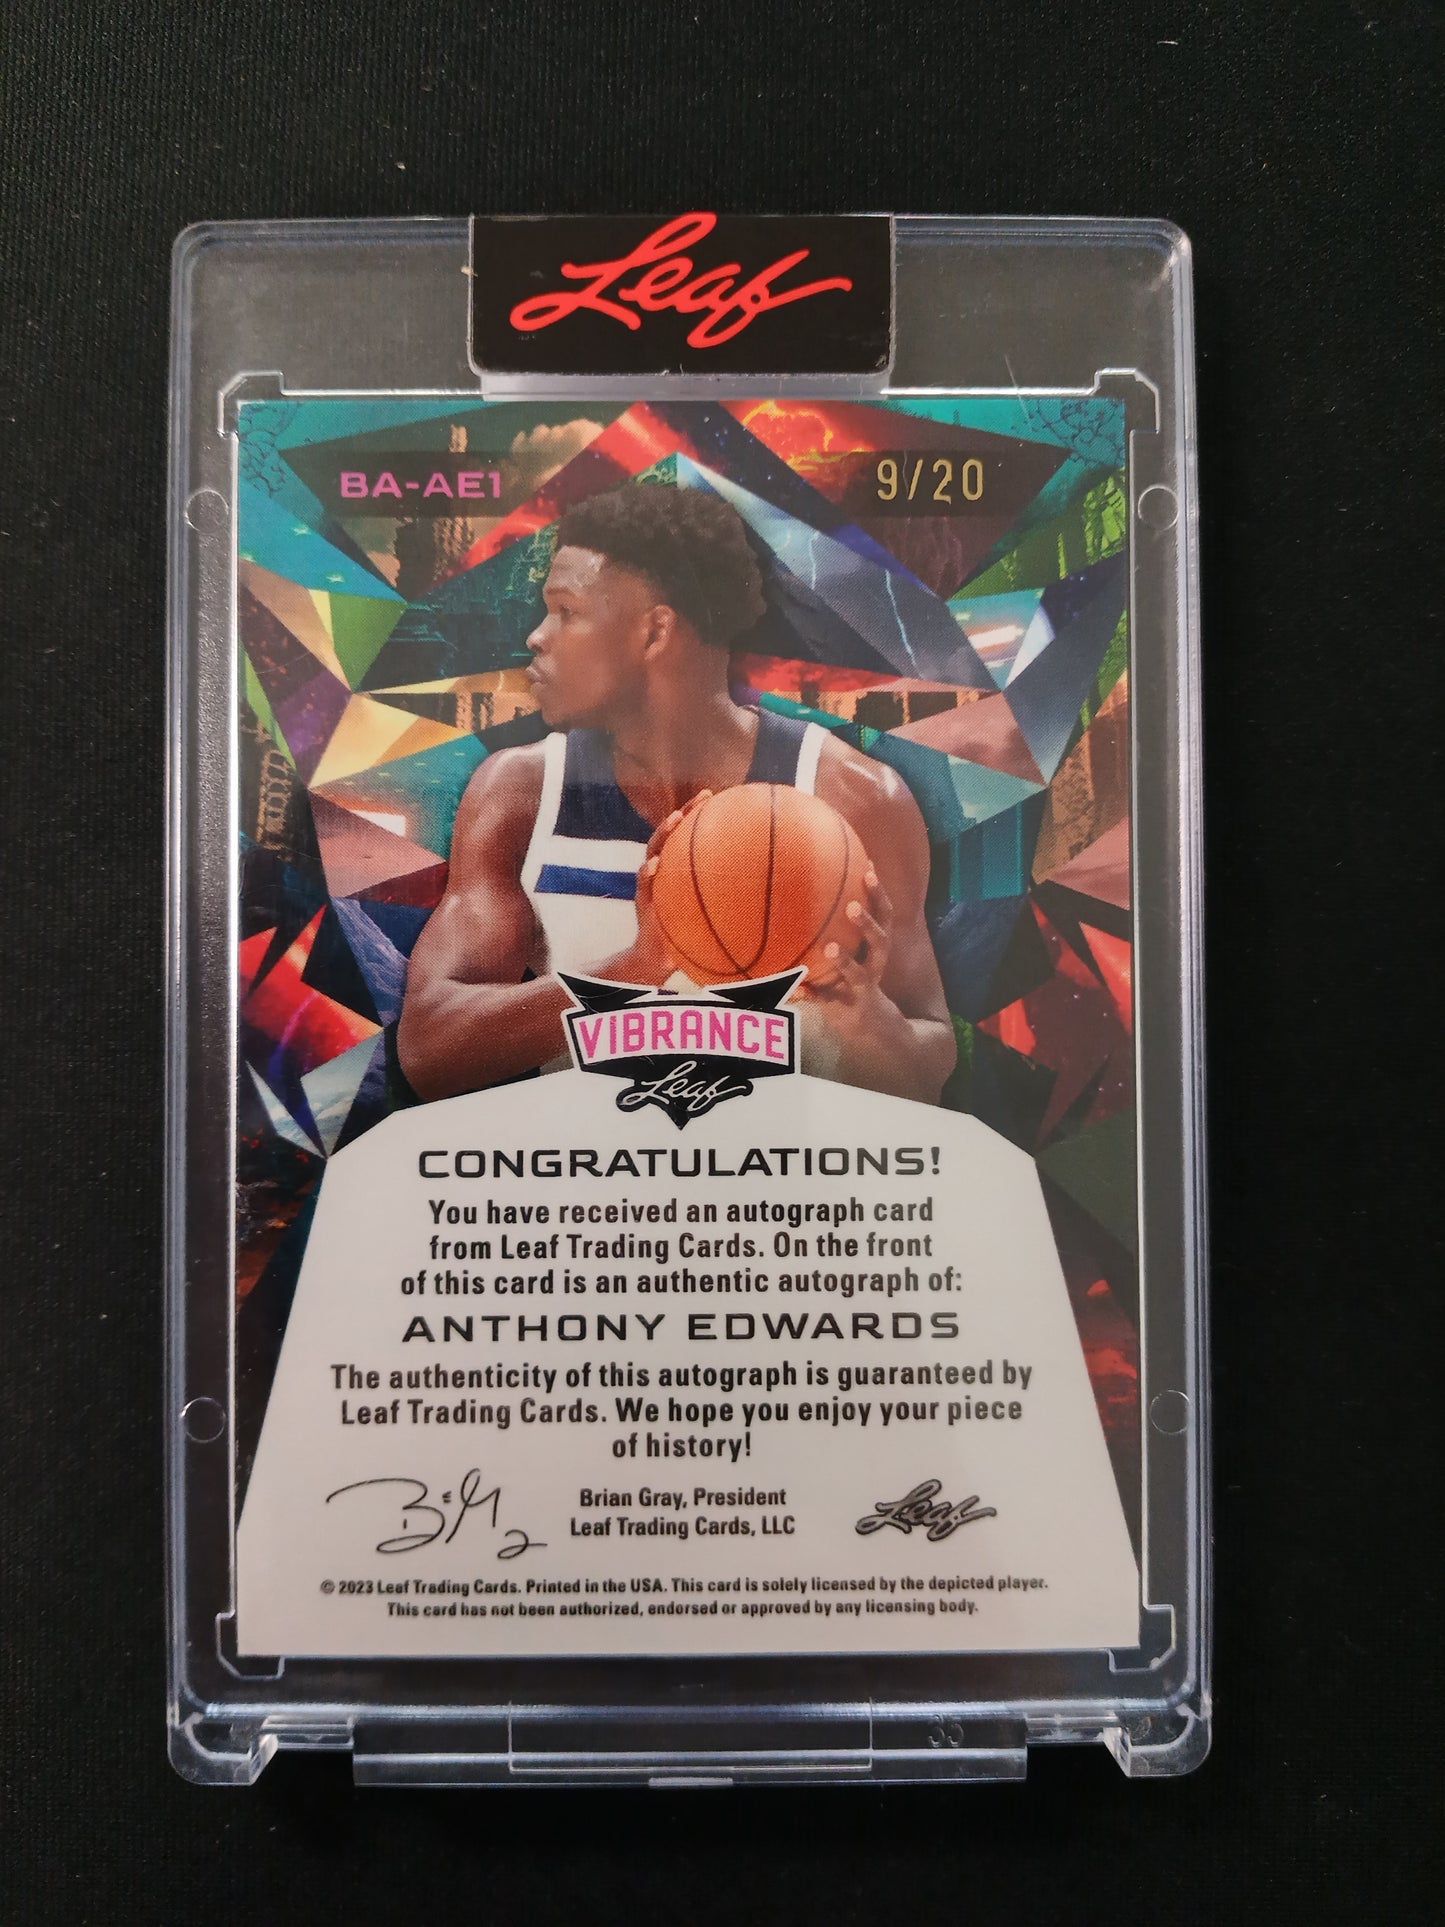 Leaf
BA-AE1
9/20
VIBRANCE
Leaf
CONGRATULATIONS!
You have received an autograph card
from Leaf Trading Cards. On the front
of this card is an authentic autograph of:
ANTHONY EDWARDS
The authenticity of this autograph is guaranteed by
Leaf Trading Cards. We hope you enjoy your piece
of history!
Brian Gray, President
Leaf Trading Cards, LLC
Leaf
© 2023 Leaf Trading Cards. Printed in the USA. This card is solely licensed by the depicted player.
This card has not been authorized, endorsed or approved by any licensing body.
35